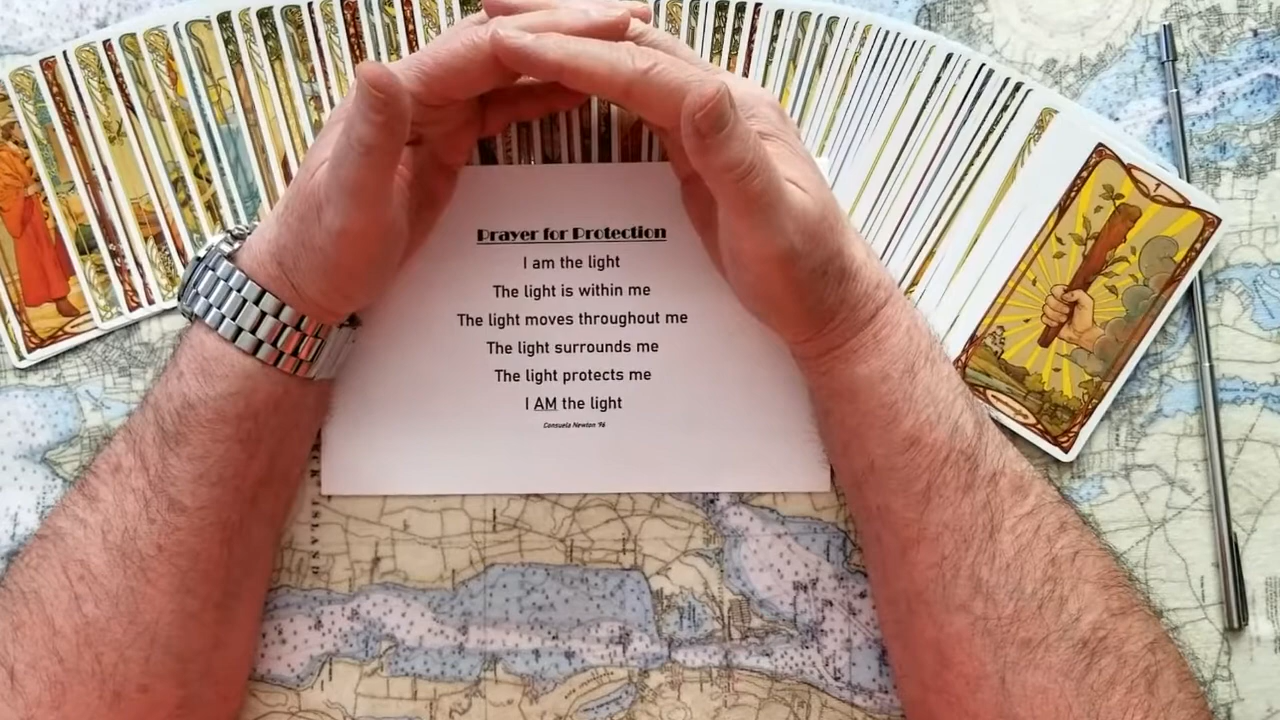 Prayer for Protection
I am the light
The light is within me
The light moves throughout me
The light surrounds me
The light protects me
I AM the light
Consuela Newton '96